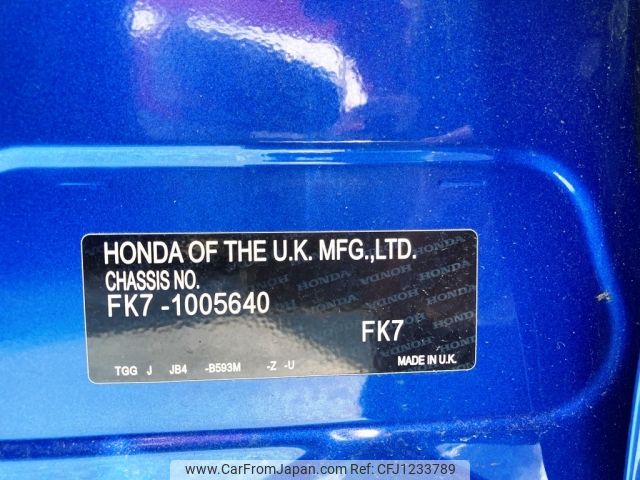 HONDA OF THE U.K. MFG.,LTD.
CHASSIS NO.
FK7 -1005640
FK7
TGG J JB4 -B593M -Z -U
MADE IN U.K.
www.CarFromJapan.com CFJ1233789